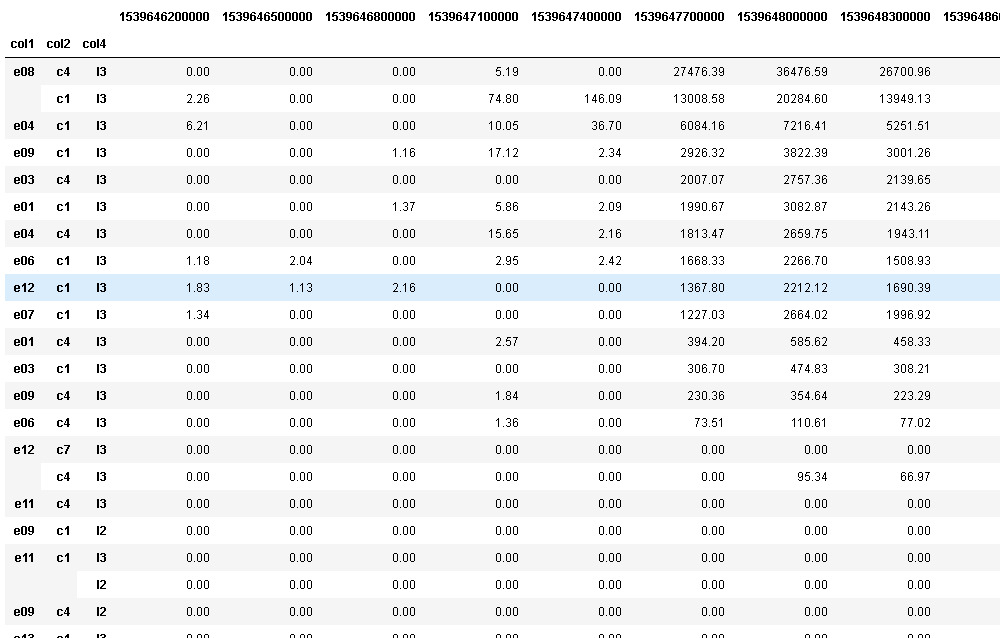 1539646200000 1539646500000 1539646800000 1539647100000 1539647400000 1539647700000 1539648000000 1539648300000
col1 col2 col4
e08 c4 l3 0.00 0.00 0.00 5.19 0.00 27476.39 36476.59 26700.96
c1 l3 2.26 0.00 0.00 74.80 146.09 13008.58 20284.60 13949.13
e04 c1 l3 6.21 0.00 0.00 10.05 36.70 6084.16 7216.41 5251.51
e09 c1 l3 0.00 0.00 1.16 17.12 2.34 2926.32 3822.39 3001.26
e03 c4 l3 0.00 0.00 0.00 0.00 0.00 2007.07 2757.36 2139.65
e01 c1 l3 0.00 0.00 1.37 5.86 2.09 1990.67 3082.87 2143.26
e04 c4 l3 0.00 0.00 0.00 15.65 2.16 1813.47 2659.75 1943.11
e06 c1 l3 1.18 2.04 0.00 2.95 2.42 1668.33 2266.70 1508.93
e12 c1 l3 1.83 1.13 2.16 0.00 0.00 1367.80 2212.12 1690.39
e07 c1 l3 1.34 0.00 0.00 0.00 0.00 1227.03 2664.02 1996.92
e01 c4 l3 0.00 0.00 0.00 2.57 0.00 394.20 585.62 458.33
e03 c1 l3 0.00 0.00 0.00 0.00 0.00 306.70 474.83 308.21
e09 c4 l3 0.00 0.00 0.00 1.84 0.00 230.36 354.64 223.29
e06 c4 l3 0.00 0.00 0.00 1.36 0.00 73.51 110.61 77.02
e12 c7 l3 0.00 0.00 0.00 0.00 0.00 0.00 0.00 0.00
c4 l3 0.00 0.00 0.00 0.00 0.00 0.00 95.34 66.97
e11 c4 l3 0.00 0.00 0.00 0.00 0.00 0.00 0.00 0.00
e09 c1 l2 0.00 0.00 0.00 0.00 0.00 0.00 0.00 0.00
e11 c1 l3 0.00 0.00 0.00 0.00 0.00 0.00 0.00 0.00
l2 0.00 0.00 0.00 0.00 0.00 0.00 0.00 0.00
e09 c4 l2 0.00 0.00 0.00 0.00 0.00 0.00 0.00 0.00